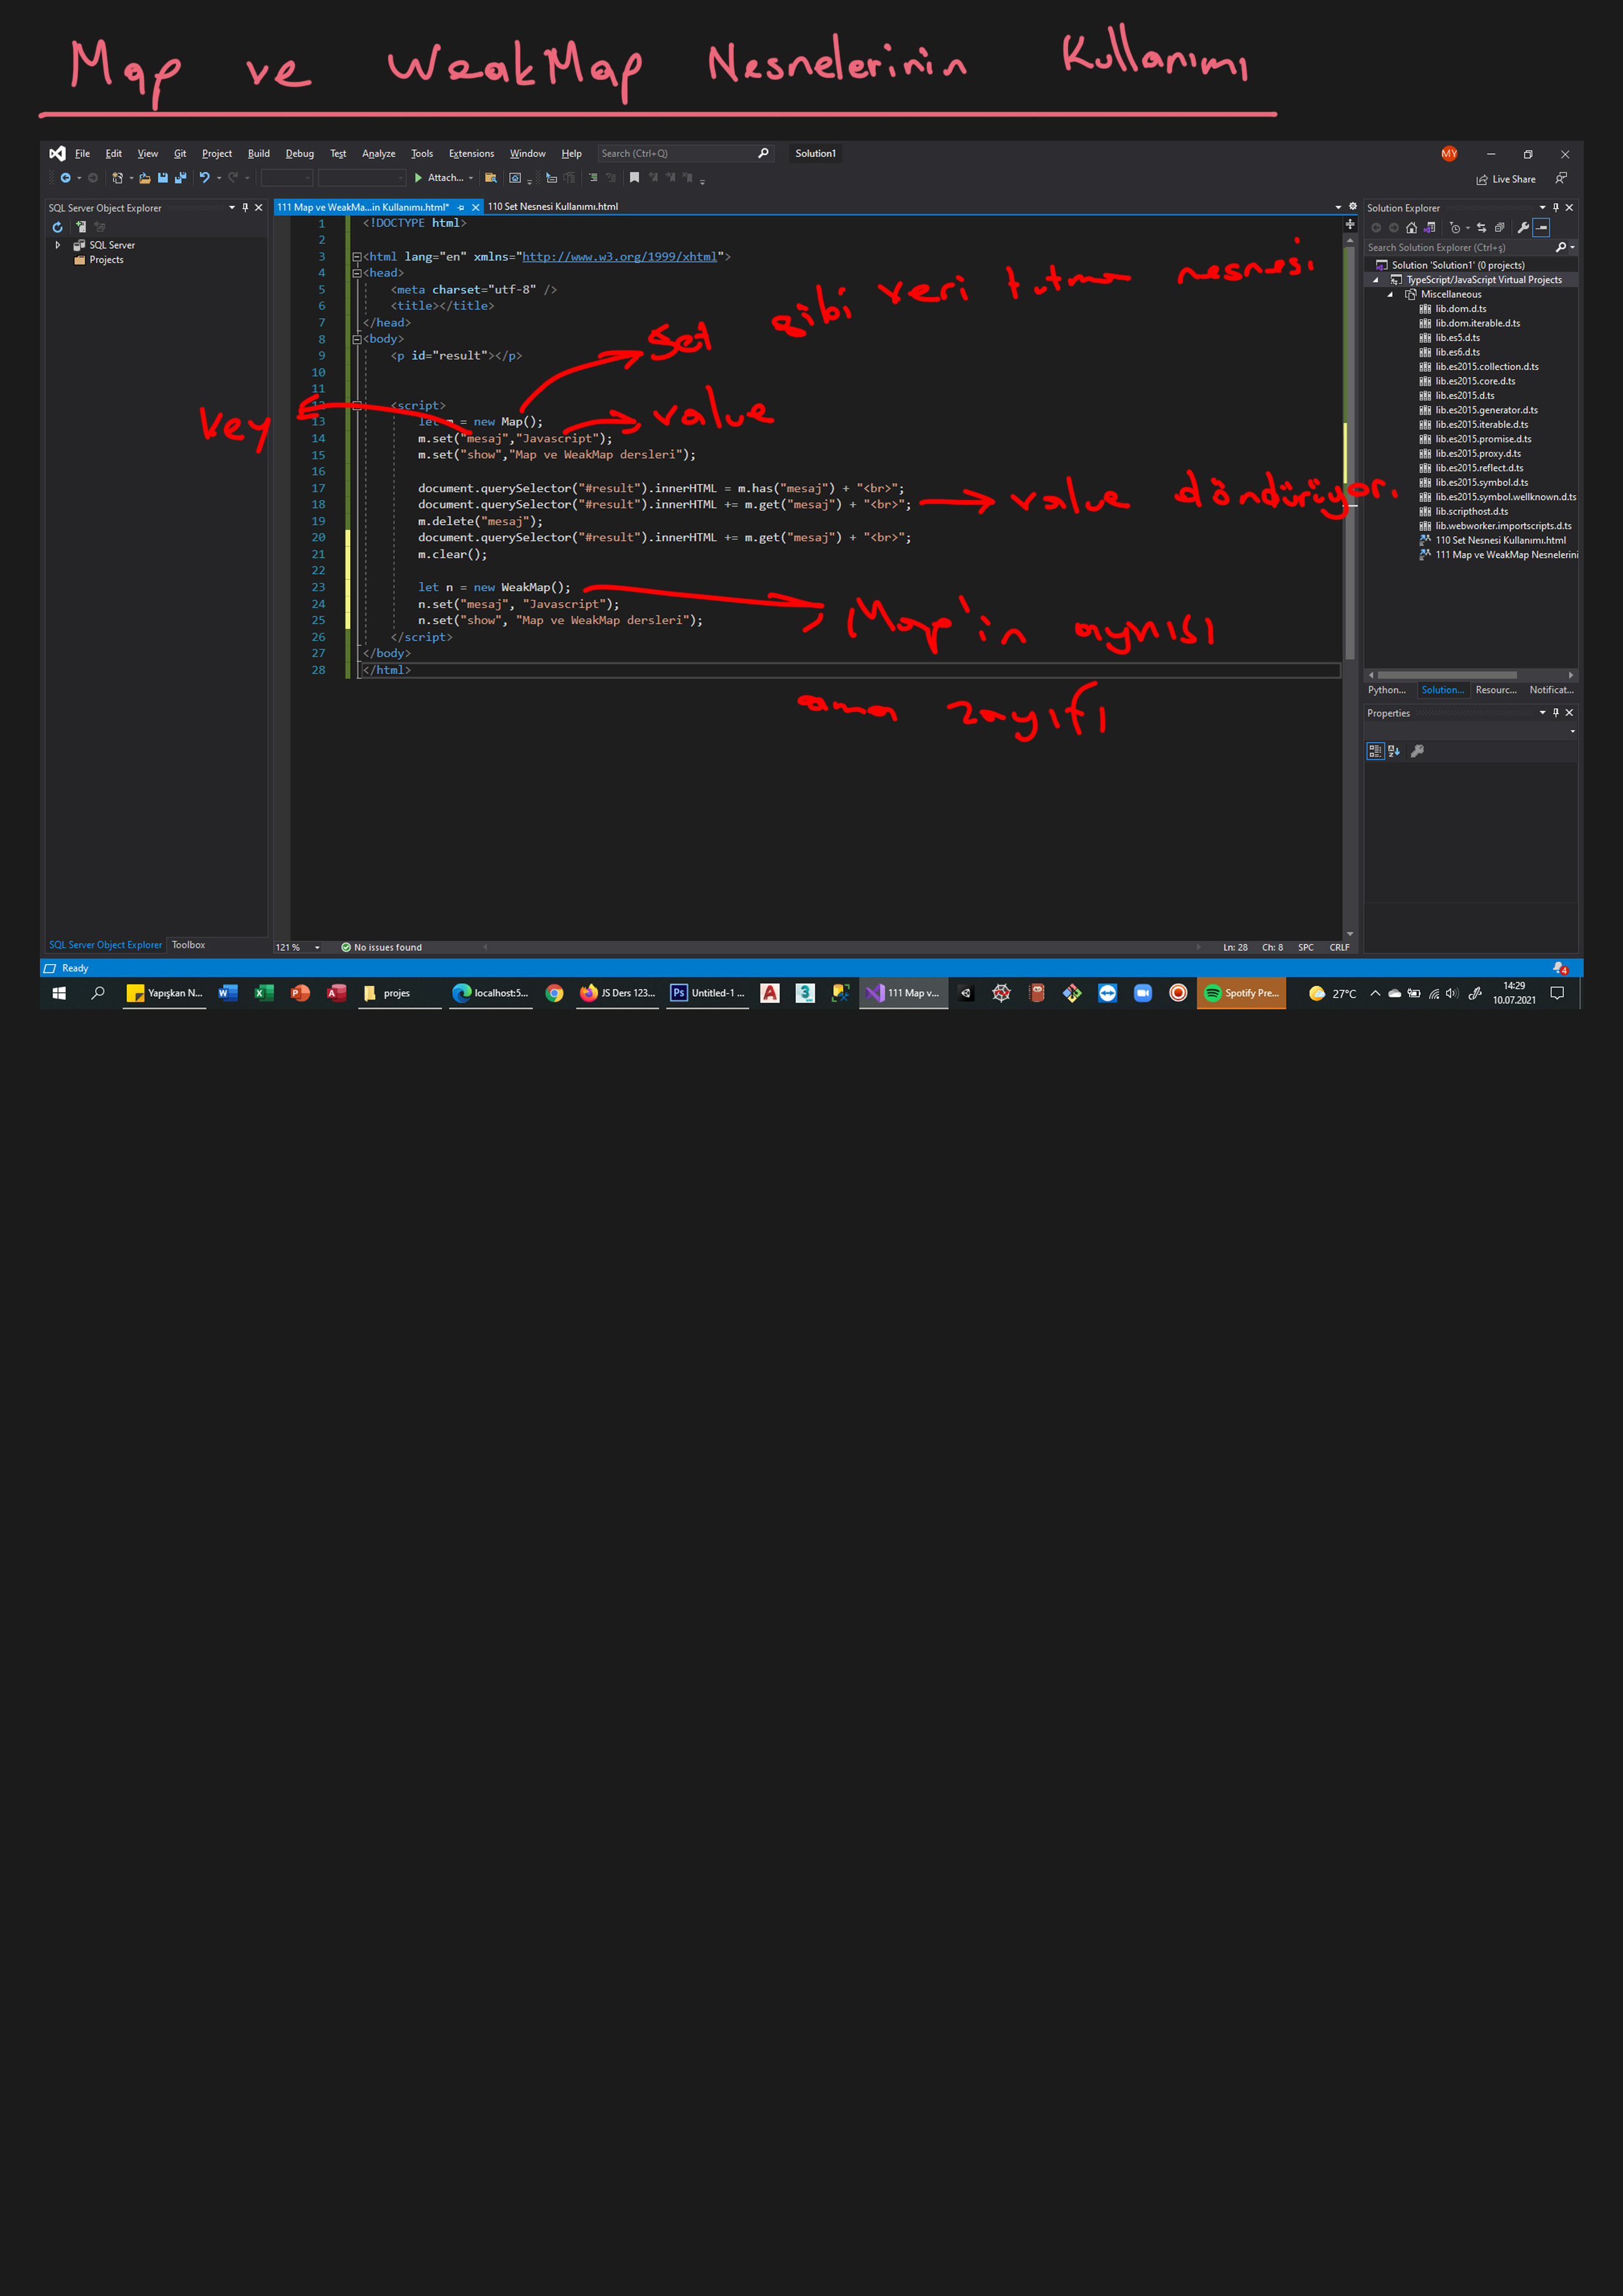 Map ve WeakMap Nesnelerinin Kullanımı
File Edit View Git Project Build Debug Test Analyze Tools Extensions Window Help Search (Ctrl+Q) Solution1 MY
Attach... Live Share
SQL Server Object Explorer
SQL Server
Projects
111 Map ve WeakMa...in Kullanımı.html* 110 Set Nesnesi Kullanımı.html
1 <!DOCTYPE html>
2
3 <html lang="en" xmlns="http://www.w3.org/1999/xhtml">
4 <head>
5 <meta charset="utf-8" />
6 <title></title>
7 </head>
8 <body>
9 <p id="result"></p>
10
11
12 <script>
13 let m = new Map();
14 m.set("mesaj","Javascript");
15 m.set("show","Map ve WeakMap dersleri");
16
17 document.querySelector("#result").innerHTML = m.has("mesaj") + "<br>";
18 document.querySelector("#result").innerHTML += m.get("mesaj") + "<br>";
19 m.delete("mesaj");
20 document.querySelector("#result").innerHTML += m.get("mesaj") + "<br>";
21 m.clear();
22
23 let n = new WeakMap();
24 n.set("mesaj", "Javascript");
25 n.set("show", "Map ve WeakMap dersleri");
26 </script>
27 </body>
28 </html>
Set gibi veri tutma nesnesi
key
value
value döndürüyor.
Map'in aynısı
ama zayıfı
Solution Explorer
Search Solution Explorer (Ctrl+ş)
Solution 'Solution1' (0 projects)
TypeScript/JavaScript Virtual Projects
Miscellaneous
lib.dom.d.ts
lib.dom.iterable.d.ts
lib.es5.d.ts
lib.es6.d.ts
lib.es2015.collection.d.ts
lib.es2015.core.d.ts
lib.es2015.d.ts
lib.es2015.generator.d.ts
lib.es2015.iterable.d.ts
lib.es2015.promise.d.ts
lib.es2015.proxy.d.ts
lib.es2015.reflect.d.ts
lib.es2015.symbol.d.ts
lib.es2015.symbol.wellknown.d.ts
lib.scripthost.d.ts
lib.webworker.importscripts.d.ts
110 Set Nesnesi Kullanımı.html
111 Map ve WeakMap Nesnelerini
Python... Solution... Resourc... Notificat...
Properties
SQL Server Object Explorer Toolbox
121 % No issues found Ln: 28 Ch: 8 SPC CRLF
Ready 4
Yapışkan N... projes localhost:5... JS Ders 123... Ps Untitled-1 ... 111 Map v... Spotify Pre... 27°C 14:29
10.07.2021